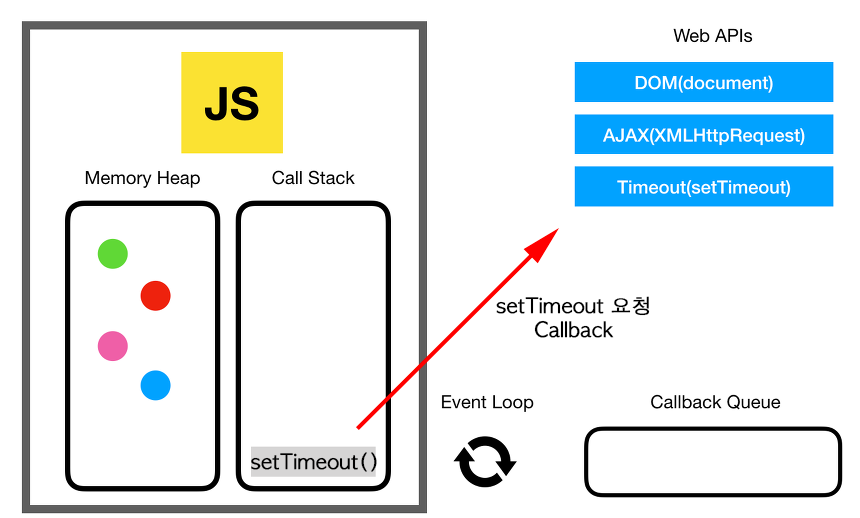 JS
Memory Heap
Call Stack
setTimeout()
Web APIs
DOM(document)
AJAX(XMLHttpRequest)
Timeout(setTimeout)
setTimeout 요청
Callback
Event Loop
Callback Queue